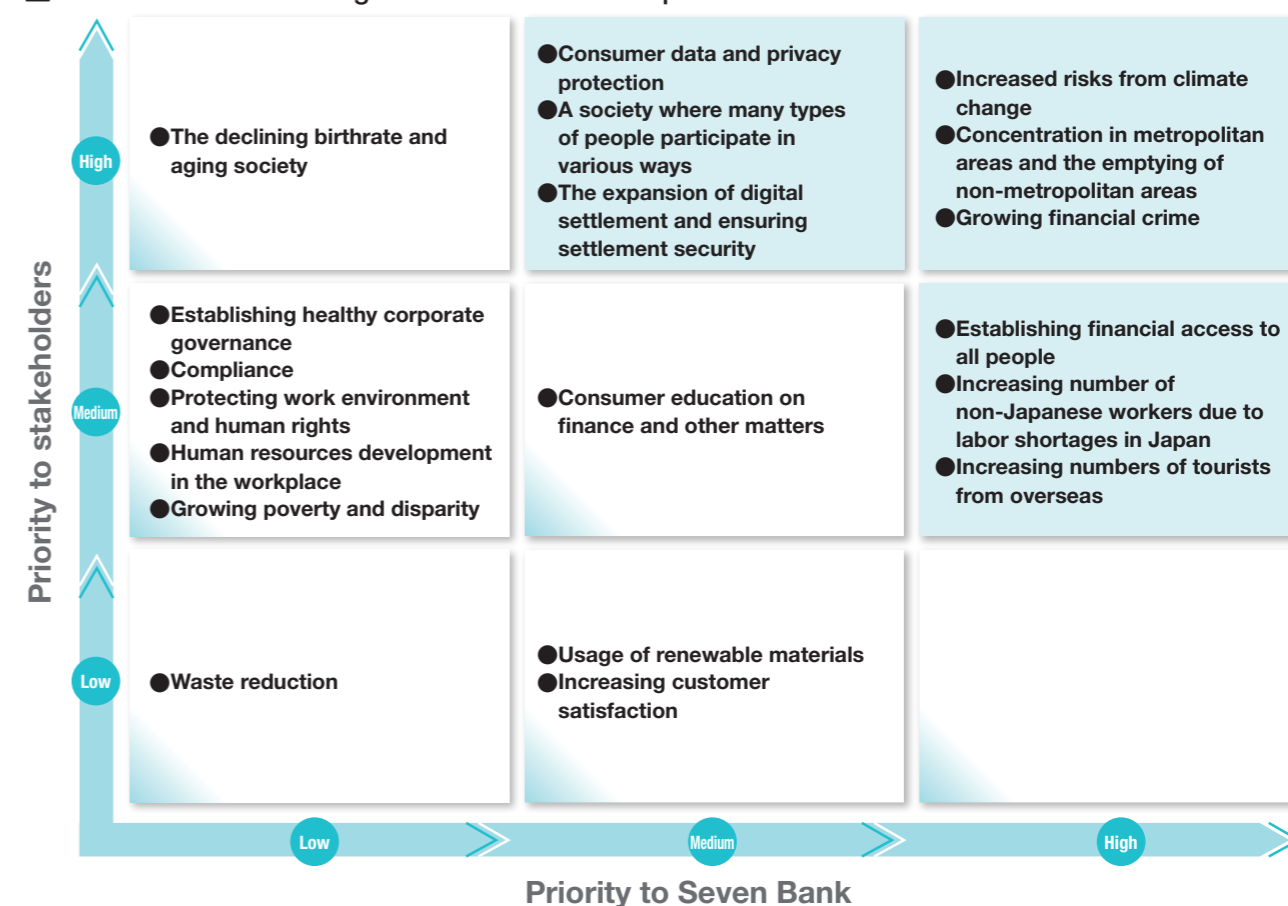 ●The declining birthrate and
aging society
●Consumer data and privacy
protection
●A society where many types
of people participate in
various ways
●The expansion of digital
settlement and ensuring
settlement security
●Increased risks from climate
change
●Concentration in metropolitan
areas and the emptying of
non-metropolitan areas
●Growing financial crime
High
Priority to stakeholders
●Establishing healthy corporate
governance
●Compliance
●Protecting work environment
and human rights
●Human resources development
in the workplace
●Growing poverty and disparity
●Consumer education on
finance and other matters
●Establishing financial access to
all people
●Increasing number of
non-Japanese workers due to
labor shortages in Japan
●Increasing numbers of tourists
from overseas
Medium
●Waste reduction
●Usage of renewable materials
●Increasing customer
satisfaction
Low
Low
Medium
High
Priority to Seven Bank